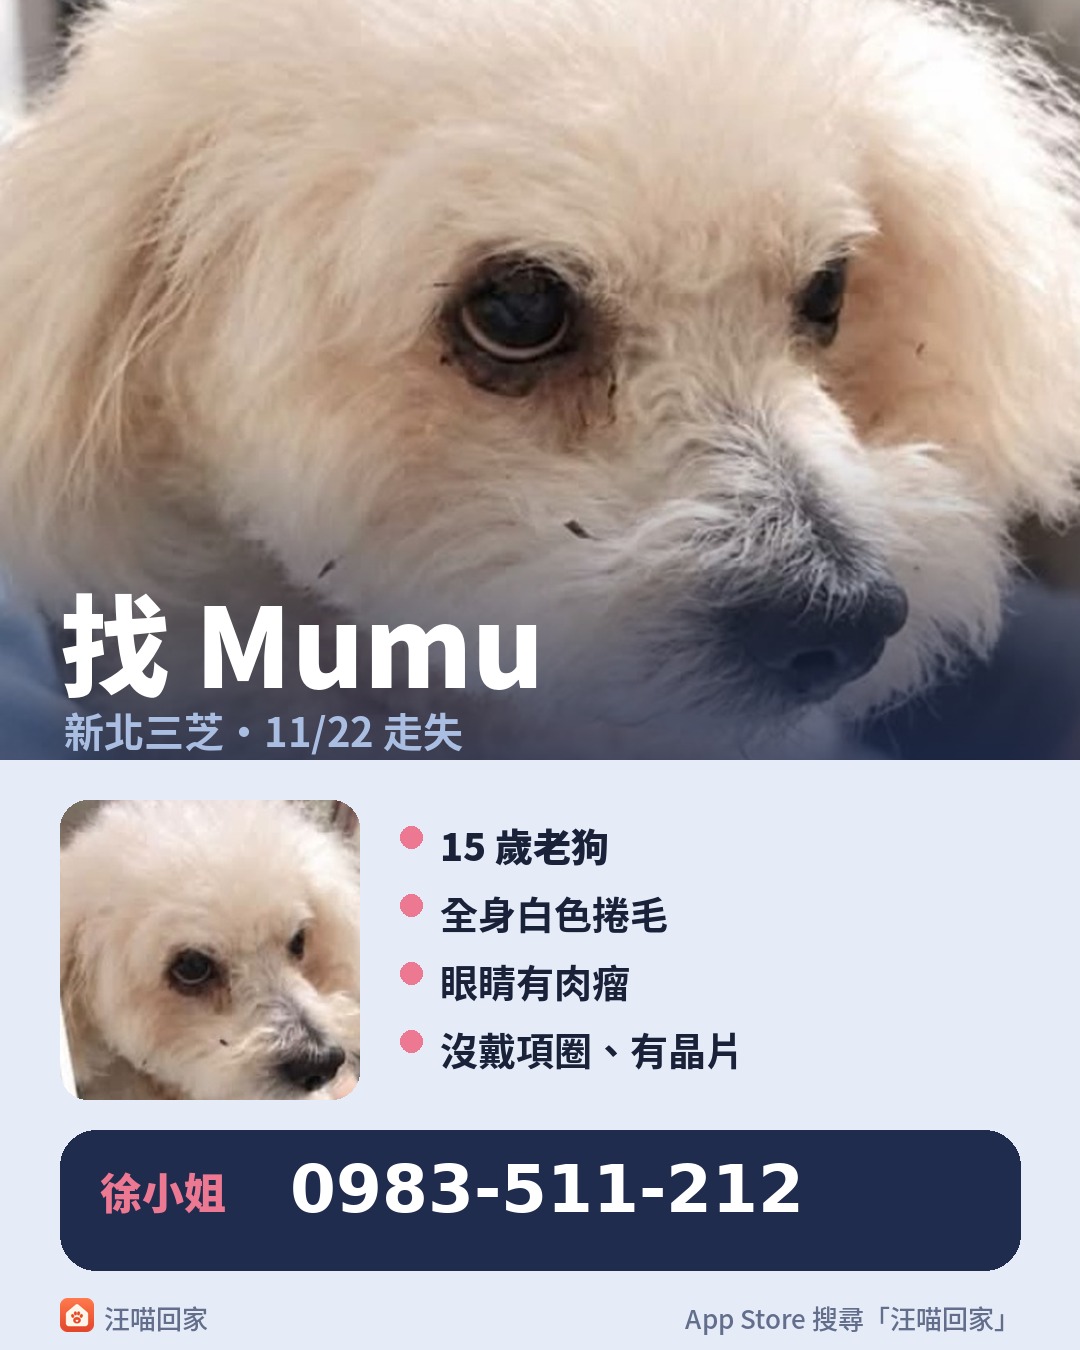 找 Mumu
新北三芝・11/22 走失
15 歲老狗
全身白色捲毛
眼睛有肉瘤
沒戴項圈、有晶片
徐小姐 0983-511-212
汪喵回家
App Store 搜尋「汪喵回家」